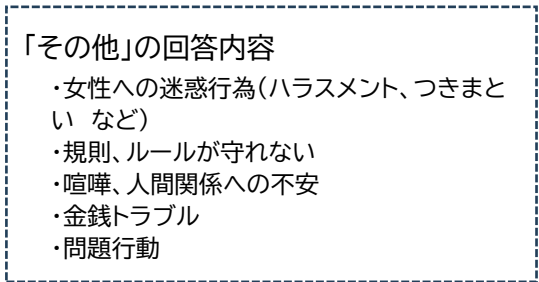 「その他」の回答内容
・女性への迷惑行為(ハラスメント、つきまと
い　など)
・規則、ルールが守れない
・喧嘩、人間関係への不安
・金銭トラブル
・問題行動